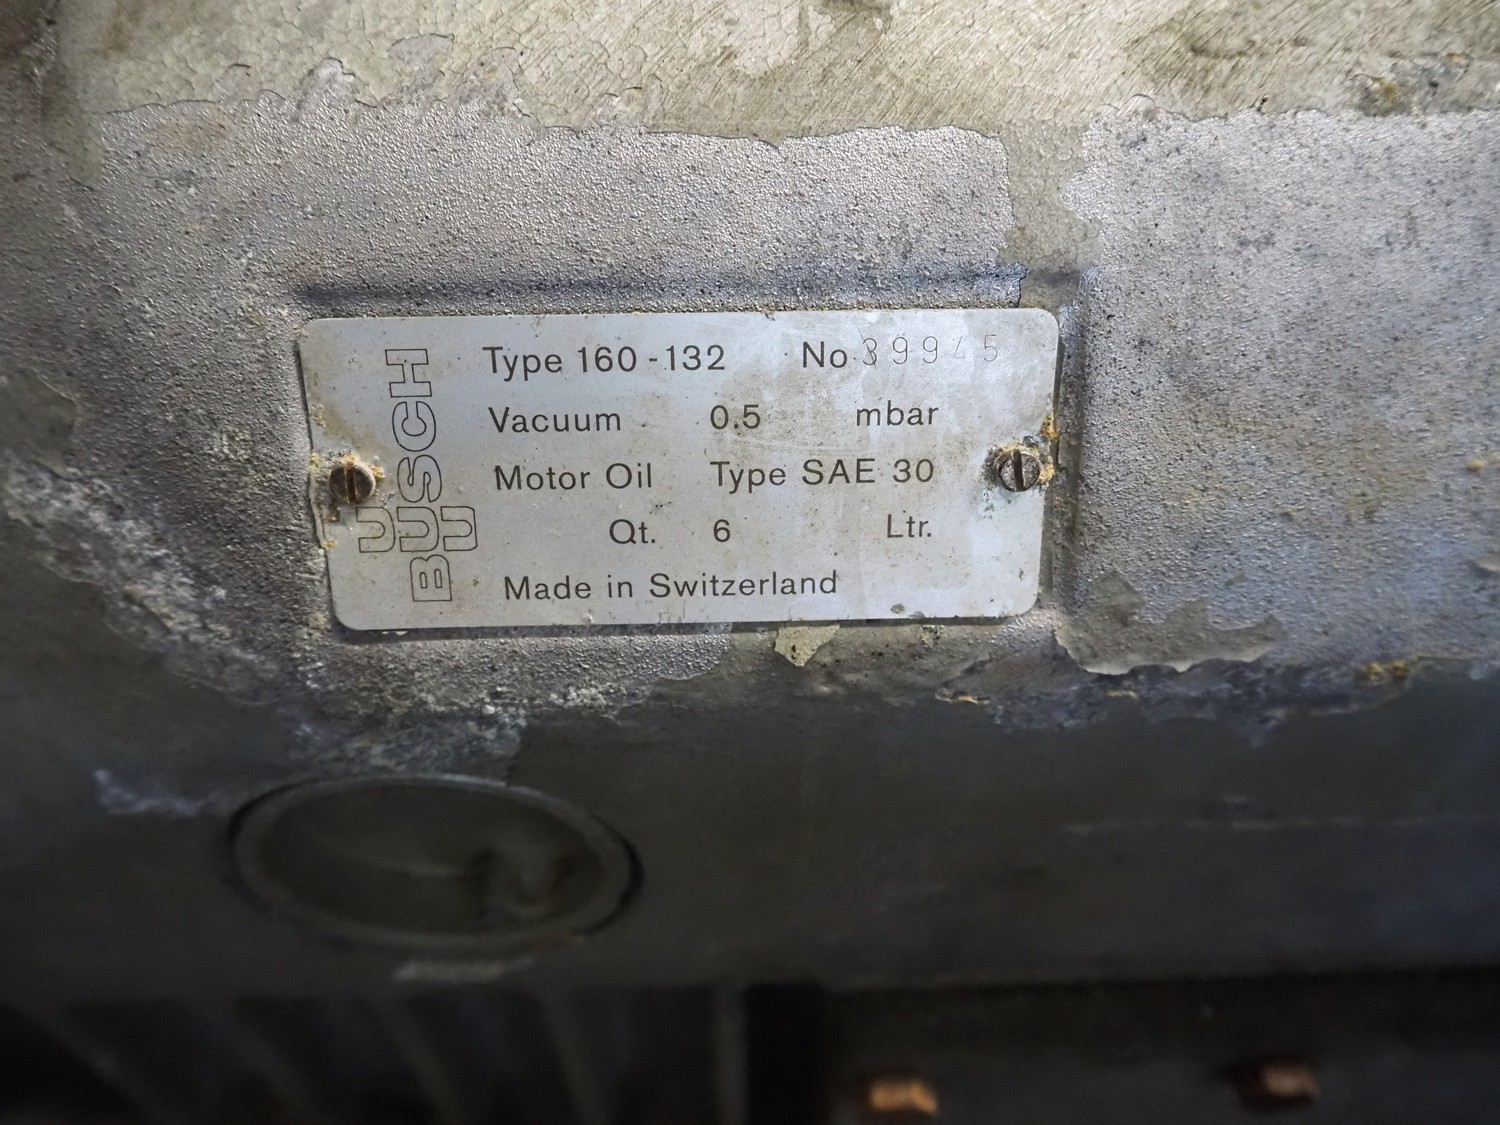 BUSCH
Type 160-132 No 39945
Vacuum 0.5 mbar
Motor Oil Type SAE 30
Qt. 6 Ltr.
Made in Switzerland